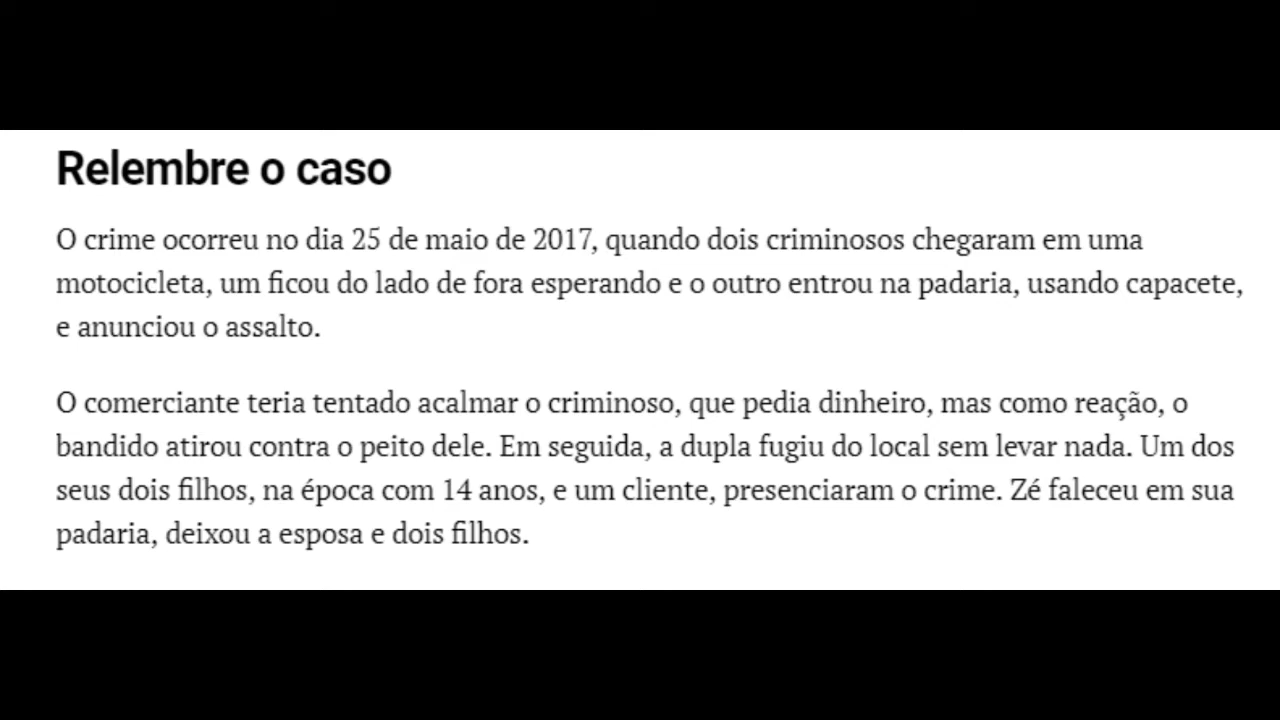 Relembre o caso
O crime ocorreu no dia 25 de maio de 2017, quando dois criminosos chegaram em uma
motocicleta, um ficou do lado de fora esperando e o outro entrou na padaria, usando capacete,
e anunciou o assalto.
O comerciante teria tentado acalmar o criminoso, que pedia dinheiro, mas como reação, o
bandido atirou contra o peito dele. Em seguida, a dupla fugiu do local sem levar nada. Um dos
seus dois filhos, na época com 14 anos, e um cliente, presenciaram o crime. Zé faleceu em sua
padaria, deixou a esposa e dois filhos.